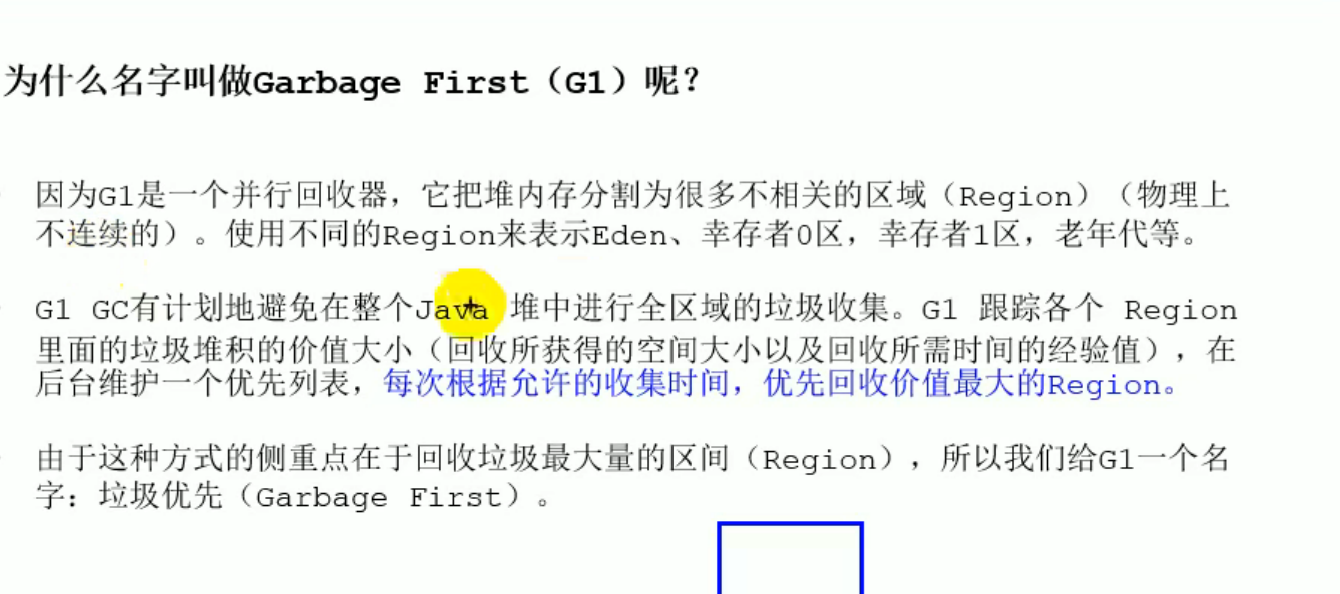 为什么名字叫做Garbage First（G1）呢？
因为G1是一个并行回收器，它把堆内存分割为很多不相关的区域（Region）（物理上
不连续的）。使用不同的Region来表示Eden、幸存者0区，幸存者1区，老年代等。
G1 GC有计划地避免在整个Java 堆中进行全区域的垃圾收集。G1 跟踪各个 Region
里面的垃圾堆积的价值大小（回收所获得的空间大小以及回收所需时间的经验值），在
后台维护一个优先列表，每次根据允许的收集时间，优先回收价值最大的Region。
由于这种方式的侧重点在于回收垃圾最大量的区间（Region），所以我们给G1一个名
字：垃圾优先（Garbage First）。